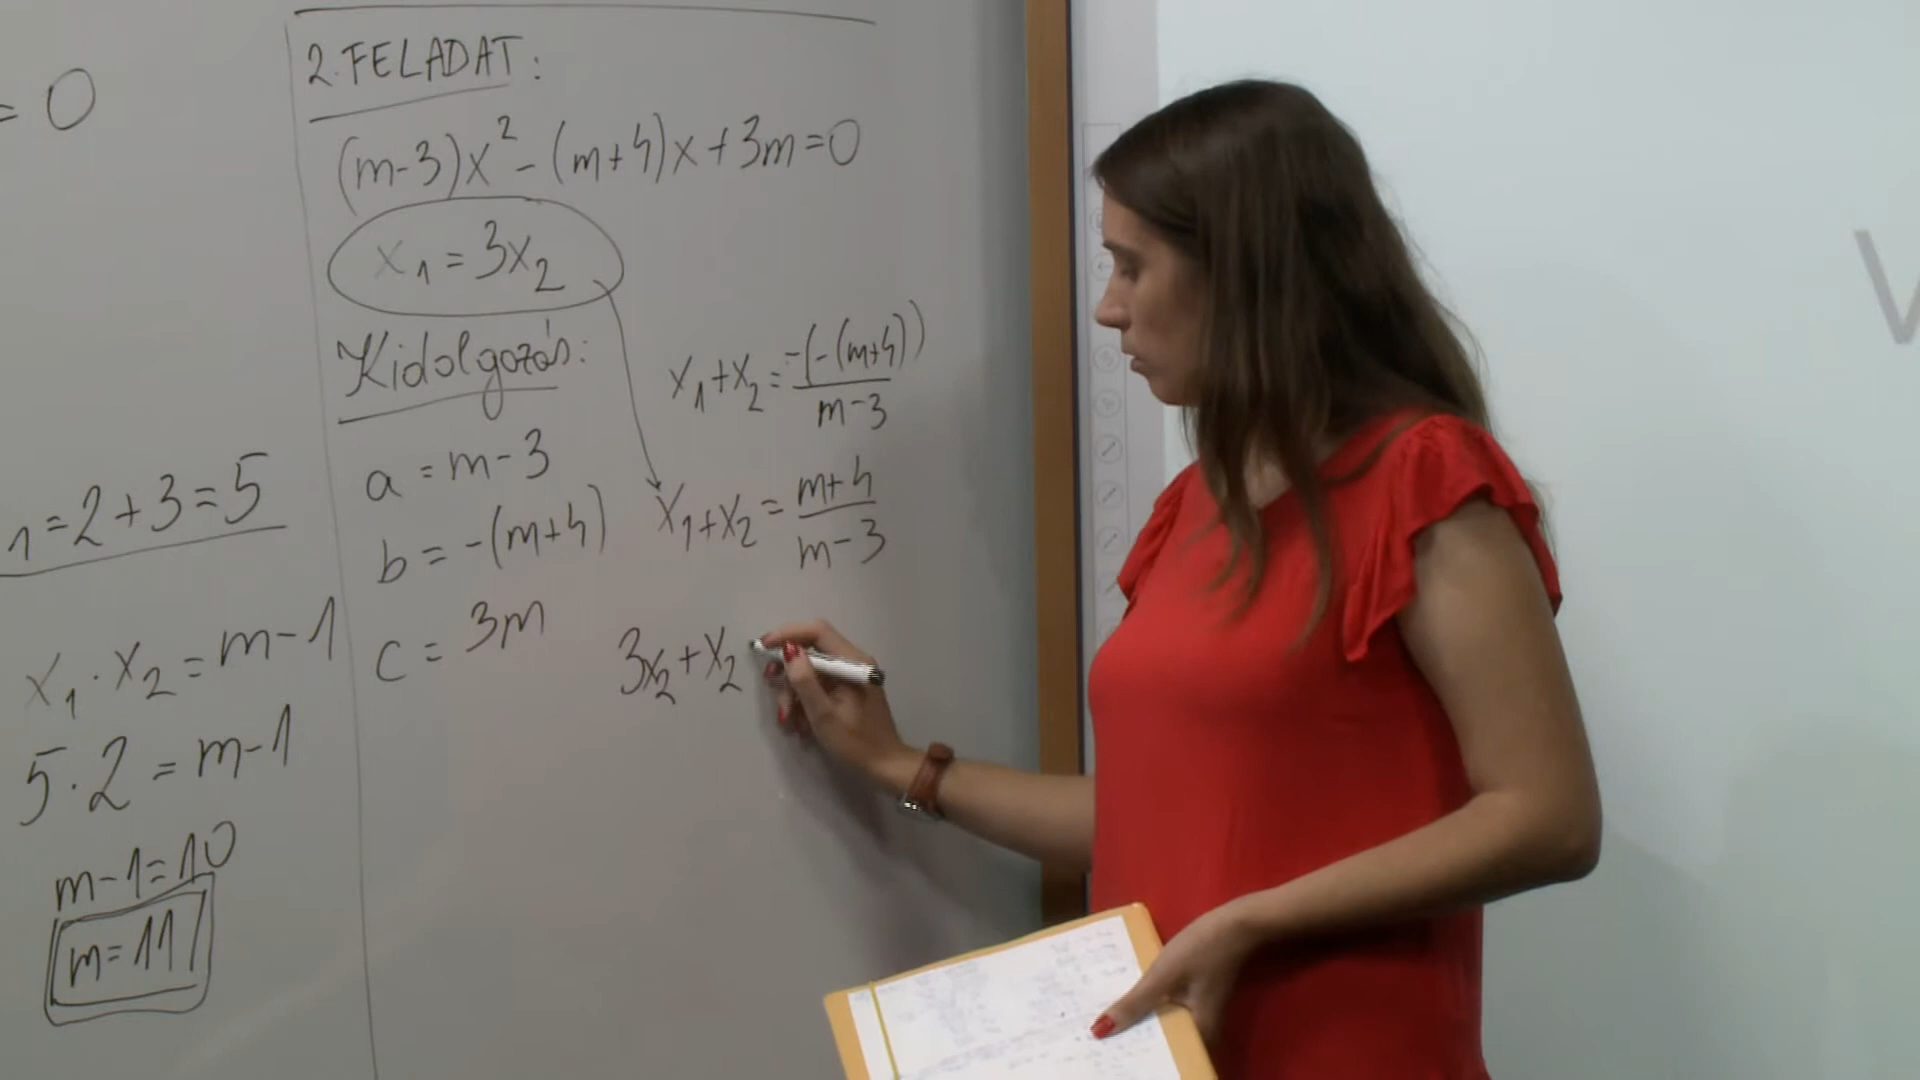 = 0
1 = 2 + 3 = 5
x₁ · x₂ = m - 1
5 · 2 = m - 1
m - 1 = 10
m = 11
2. FELADAT:
(m-3)x² - (m+4)x + 3m = 0
x₁ = 3x₂
Kidolgozás:
a = m - 3
b = -(m+4)
c = 3m
x₁ + x₂ = -(-(m+4)) / m-3
x₁ + x₂ = m+4 / m-3
3x₂ + x₂